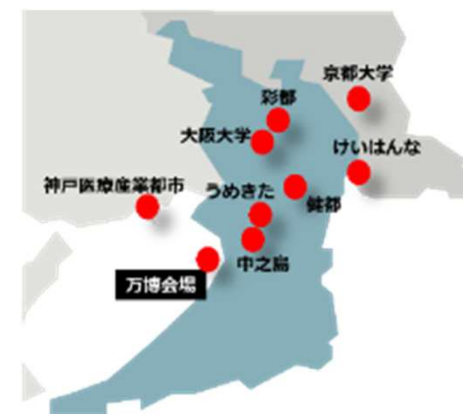 京都大学
彩都
大阪大学
けいはんな
神戸医療産業都市
うめきた
健都
中之島
万博会場